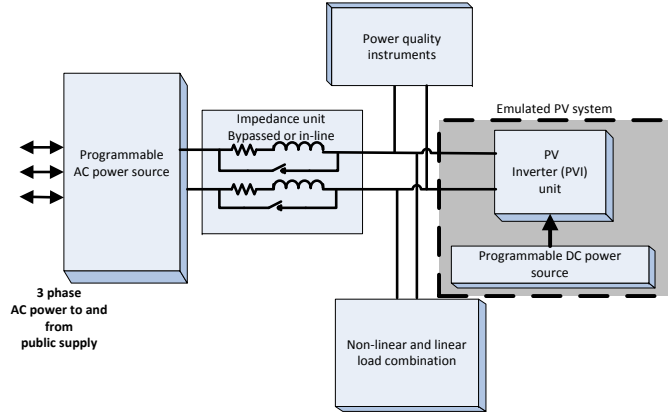 Power quality
instruments
Emulated PV system
Impedance unit
Bypassed or in-line
Programmable
AC power source
PV
Inverter (PVI)
unit
Programmable DC power
source
3 phase
AC power to and
from
public supply
Non-linear and linear
load combination